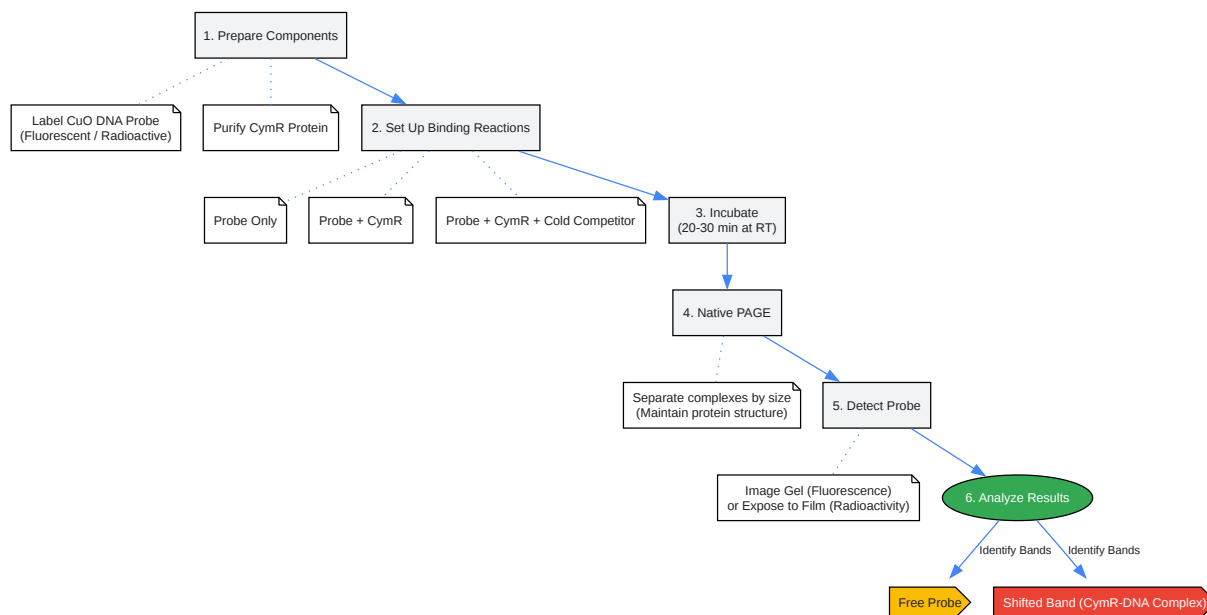 1. Prepare Components
Label CuO DNA Probe
(Fluorescent / Radioactive)
Purify CymR Protein
2. Set Up Binding Reactions
Probe Only
Probe + CymR
Probe + CymR + Cold Competitor
3. Incubate
(20-30 min at RT)
4. Native PAGE
Separate complexes by size
(Maintain protein structure)
5. Detect Probe
Image Gel (Fluorescence)
or Expose to Film (Radioactivity)
6. Analyze Results
Identify Bands
Identify Bands
Free Probe
Shifted Band (CymR-DNA Complex)